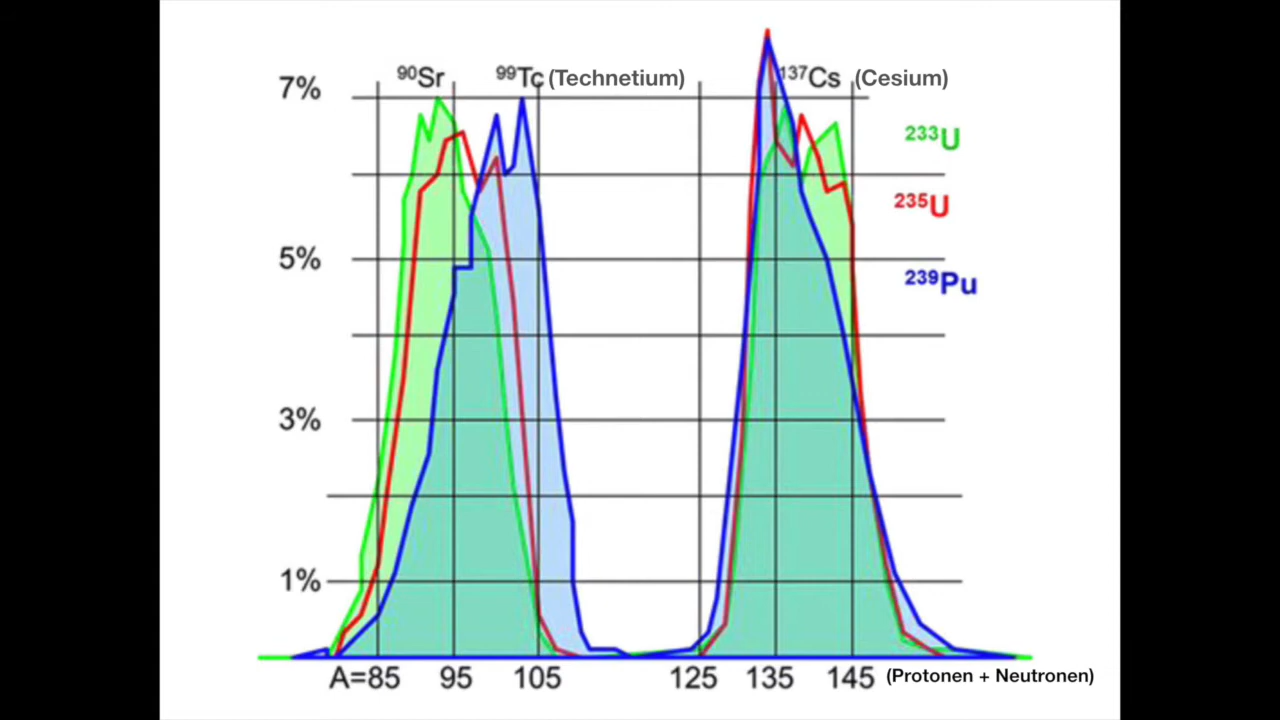 ⁹⁰Sr ⁹⁹Tc (Technetium) ¹³⁷Cs (Cesium)
7%
²³³U
²³⁵U
5%
²³⁹Pu
3%
1%
A=85 95 105 125 135 145 (Protonen + Neutronen)